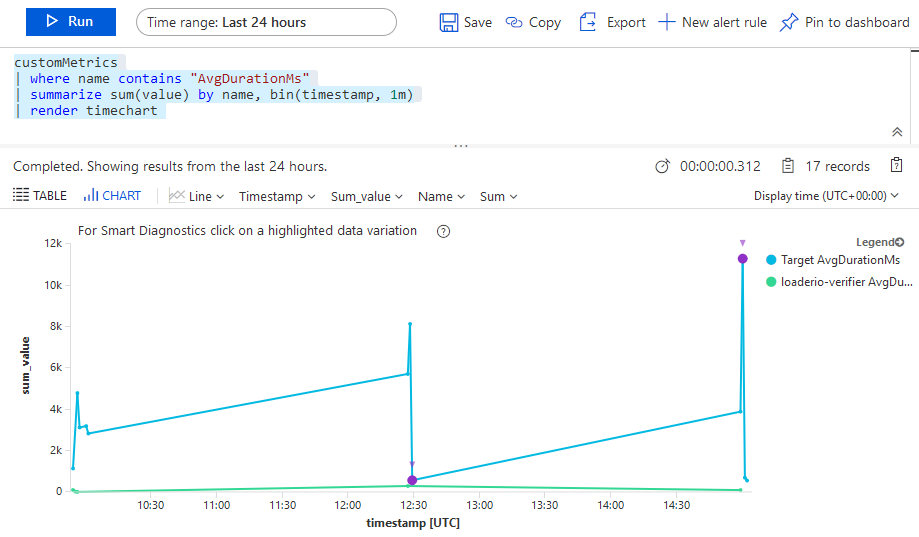 Run
Time range: Last 24 hours
Save
Copy
Export
New alert rule
Pin to dashboard
customMetrics
| where name contains "AvgDurationMs"
| summarize sum(value) by name, bin(timestamp, 1m)
| render timechart
Completed. Showing results from the last 24 hours.
00:00:00.312
17 records
TABLE
CHART
Line
Timestamp
Sum_value
Name
Sum
Display time (UTC+00:00)
For Smart Diagnostics click on a highlighted data variation
Legend
Target AvgDurationMs
loaderio-verifier AvgDu...
12k
10k
8k
6k
4k
2k
0
sum_value
10:30
11:00
11:30
12:00
12:30
13:00
13:30
14:00
14:30
timestamp [UTC]